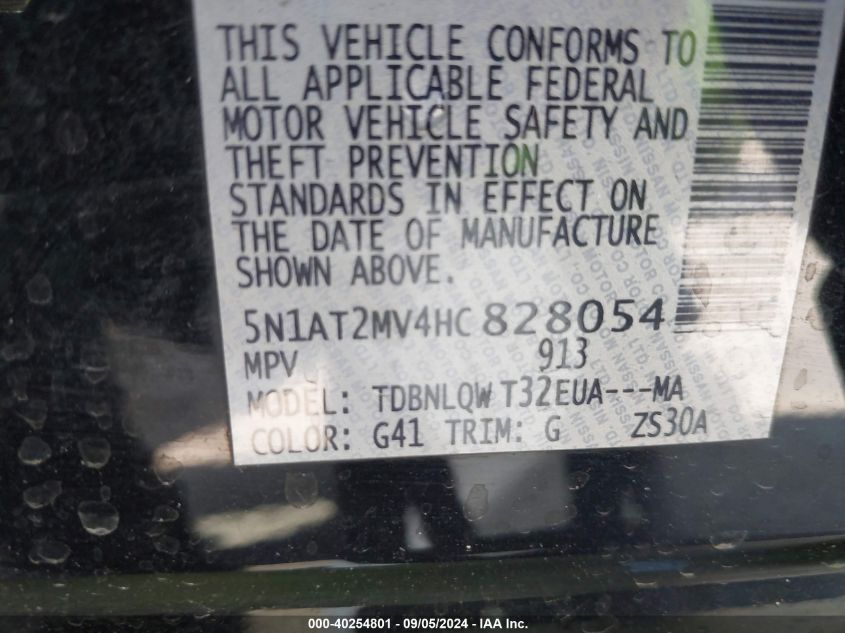 THIS VEHICLE CONFORMS TO
ALL APPLICABLE FEDERAL
MOTOR VEHICLE SAFETY AND
THEFT PREVENTION
STANDARDS IN EFFECT ON
THE DATE OF MANUFACTURE
SHOWN ABOVE.
5N1AT2MV4HC828054
MPV 913
MODEL: TDBNLQW T32EUA---MA
COLOR: G41 TRIM: G ZS30A
000-40254801 - 09/05/2024 - IAA Inc.